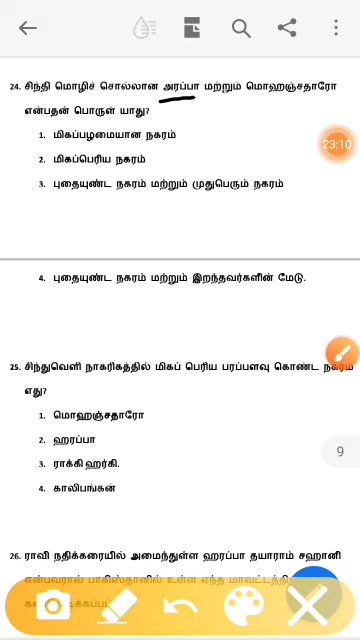 24. சிந்தி மொழிச் சொல்லான அரப்பா மற்றும் மொஹஞ்சதாரோ
என்பதன் பொருள் யாது?
1. மிகப்பழமையான நகரம்
2. மிகப்பெரிய நகரம்
23:10
3. புதையுண்ட நகரம் மற்றும் முதுபெரும் நகரம்
4. புதையுண்ட நகரம் மற்றும் இறந்தவர்களின் மேடு.
25. சிந்துவெளி நாகரிகத்தில் மிகப் பெரிய பரப்பளவு கொண்ட நகரம்
எது?
1. மொஹஞ்சதாரோ
2. ஹரப்பா
9
3. ராக்கிஹர்கி.
4. காலிபங்கன்
26. ராவி நதிக்கரையில் அமைந்துள்ள ஹரப்பா தயாராம் சஹானி
என்பவரால் பாகிஸ்தானில் உள்ள எந்த மாவட்டத்தில்